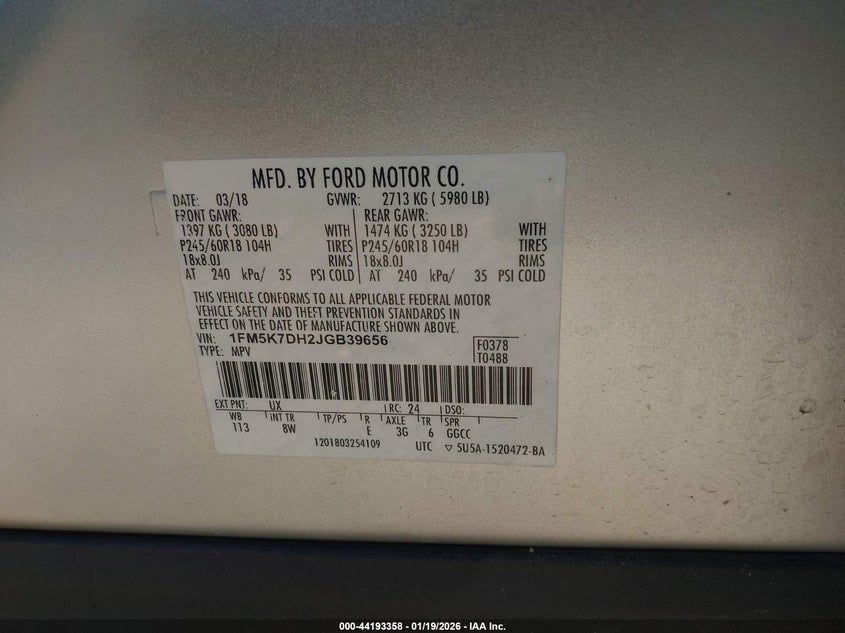 MFD. BY FORD MOTOR CO.
DATE: 03/18 GVWR: 2713 KG ( 5980 LB)
FRONT GAWR: REAR GAWR:
1397 KG ( 3080 LB) WITH 1474 KG ( 3250 LB) WITH
P245/60R18 104H TIRES P245/60R18 104H TIRES
18x8.0J RIMS 18x8.0J RIMS
AT 240 kPa/ 35 PSI COLD AT 240 kPa/ 35 PSI COLD
THIS VEHICLE CONFORMS TO ALL APPLICABLE FEDERAL MOTOR
VEHICLE SAFETY AND THEFT PREVENTION STANDARDS IN
EFFECT ON THE DATE OF MANUFACTURE SHOWN ABOVE.
VIN: 1FM5K7DH2JGB39656 F0378
TYPE: MPV T0488
EXT PNT: UX RC: 24 DSO:
WB INT TR TP/PS R AXLE TR SPR
113 8W E 3G 6 GGCC
1201803254109 UTC ▽ 5U5A-1520472-BA
000-44193358 - 01/19/2026 - IAA Inc.